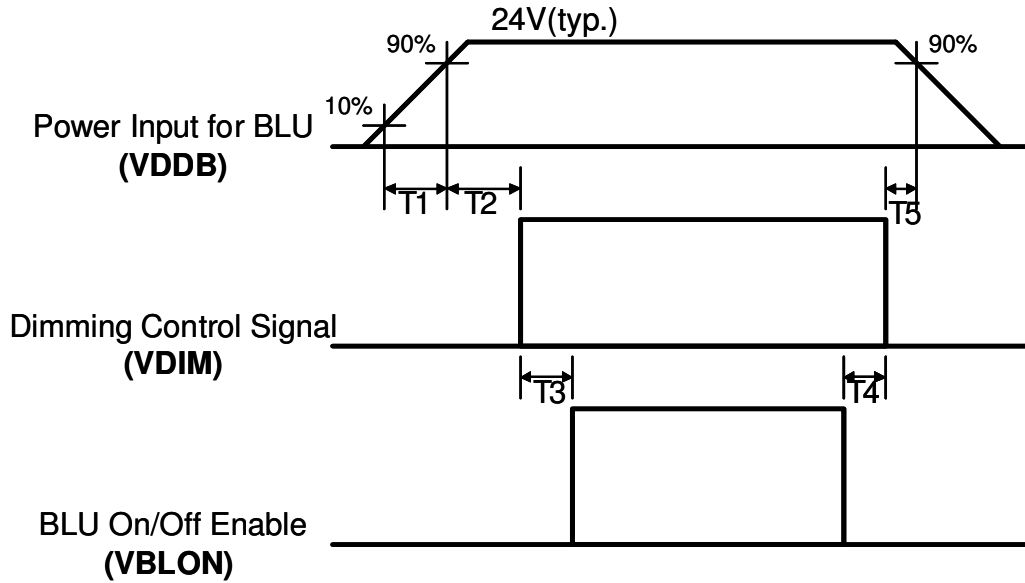 24V(typ.)
90%
90%
10%
Power Input for BLU
(VDDB)
T1
T2
T5
Dimming Control Signal
(VDIM)
T3
T4
BLU On/Off Enable
(VBLON)